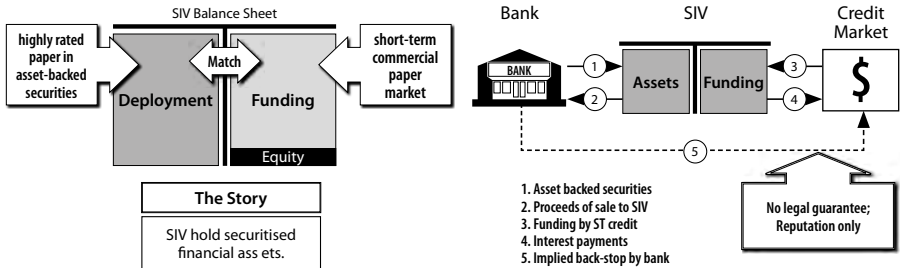 SIV Balance Sheet
highly rated
paper in
asset-backed
securities
Match
short-term
commercial
paper
market
Deployment
Funding
Equity
The Story
SIV hold securitised
financial ass ets.
Bank
SIV
Credit
Market
BANK
1
2
Assets
Funding
3
4
$
5
1. Asset backed securities
2. Proceeds of sale to SIV
3. Funding by ST credit
4. Interest payments
5. Implied back-stop by bank
No legal guarantee;
Reputation only